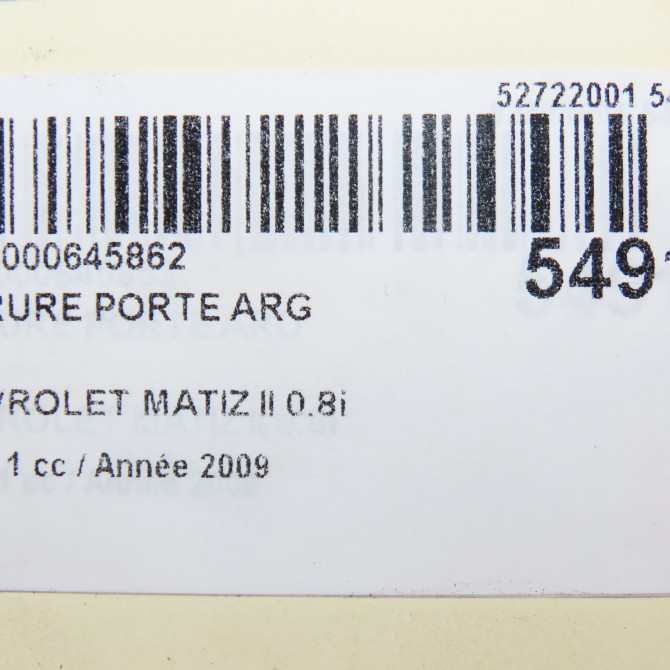 52722001 54
000645862
549
RURE PORTE ARG
VROLET MATIZ II 0.8i
1 cc / Année 2009